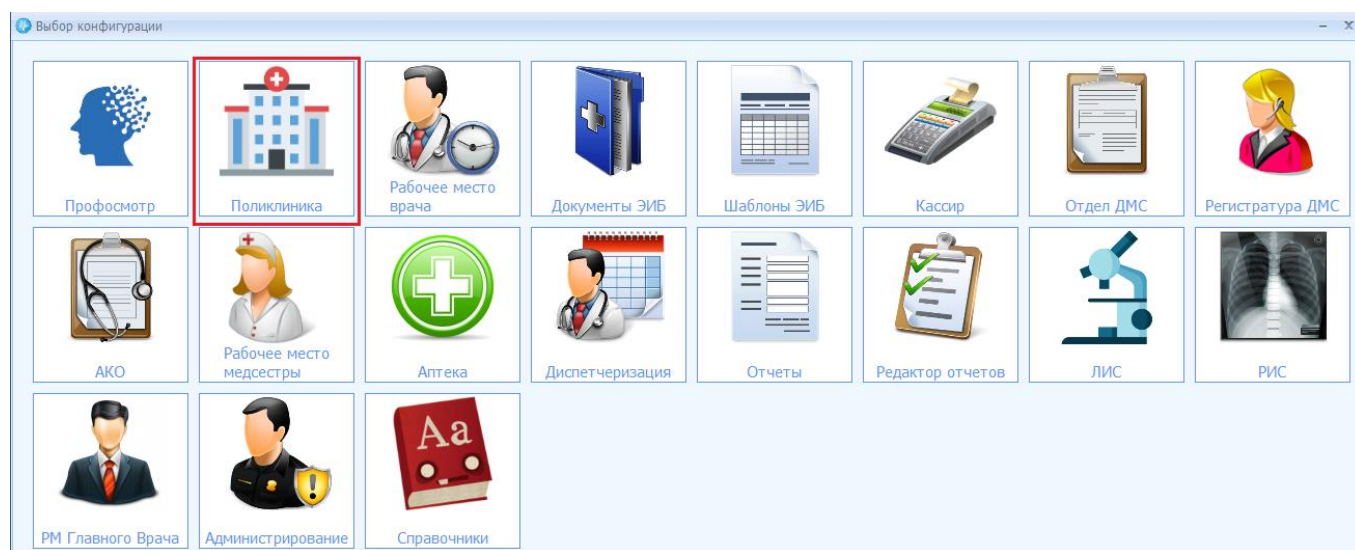 Выбор конфигурации
Профосмотр
Поликлиника
Рабочее место
врача
Документы ЭИБ
Шаблоны ЭИБ
Кассир
Отдел ДМС
Регистратура ДМС
АКО
Рабочее место
медсестры
Аптека
Диспетчеризация
Отчеты
Редактор отчетов
ЛИС
РИС
РМ Главного Врача
Администрирование
Aa
Справочники